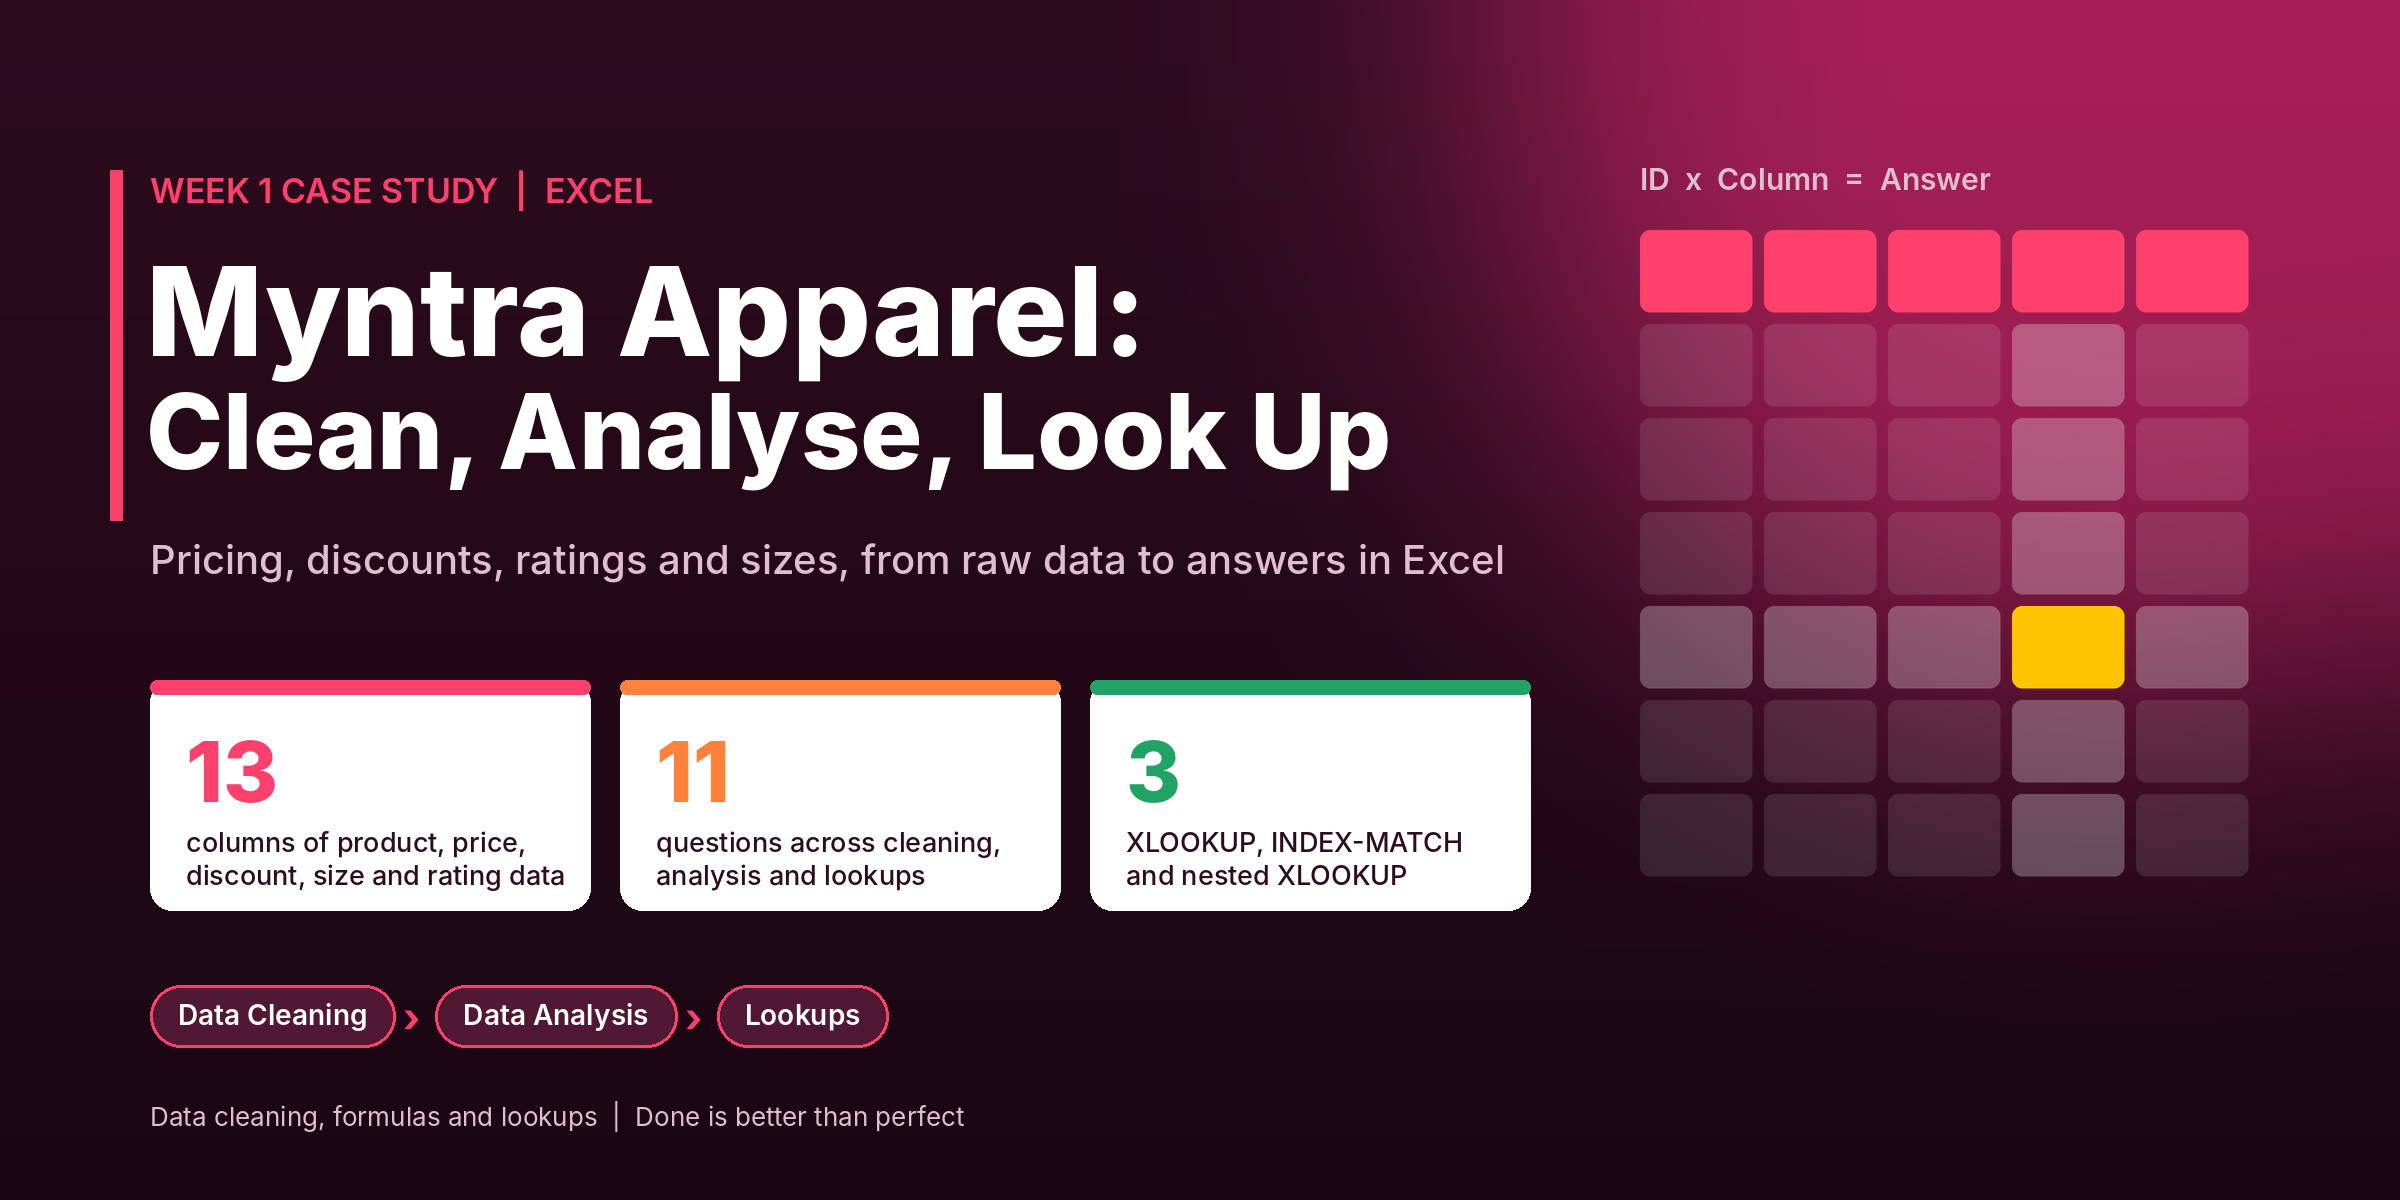 WEEK 1 CASE STUDY | EXCEL
Myntra Apparel:
Clean, Analyse, Look Up
Pricing, discounts, ratings and sizes, from raw data to answers in Excel
ID x Column = Answer
13
columns of product, price,
discount, size and rating data
11
questions across cleaning,
analysis and lookups
3
XLOOKUP, INDEX-MATCH
and nested XLOOKUP
Data Cleaning › Data Analysis › Lookups
Data cleaning, formulas and lookups | Done is better than perfect